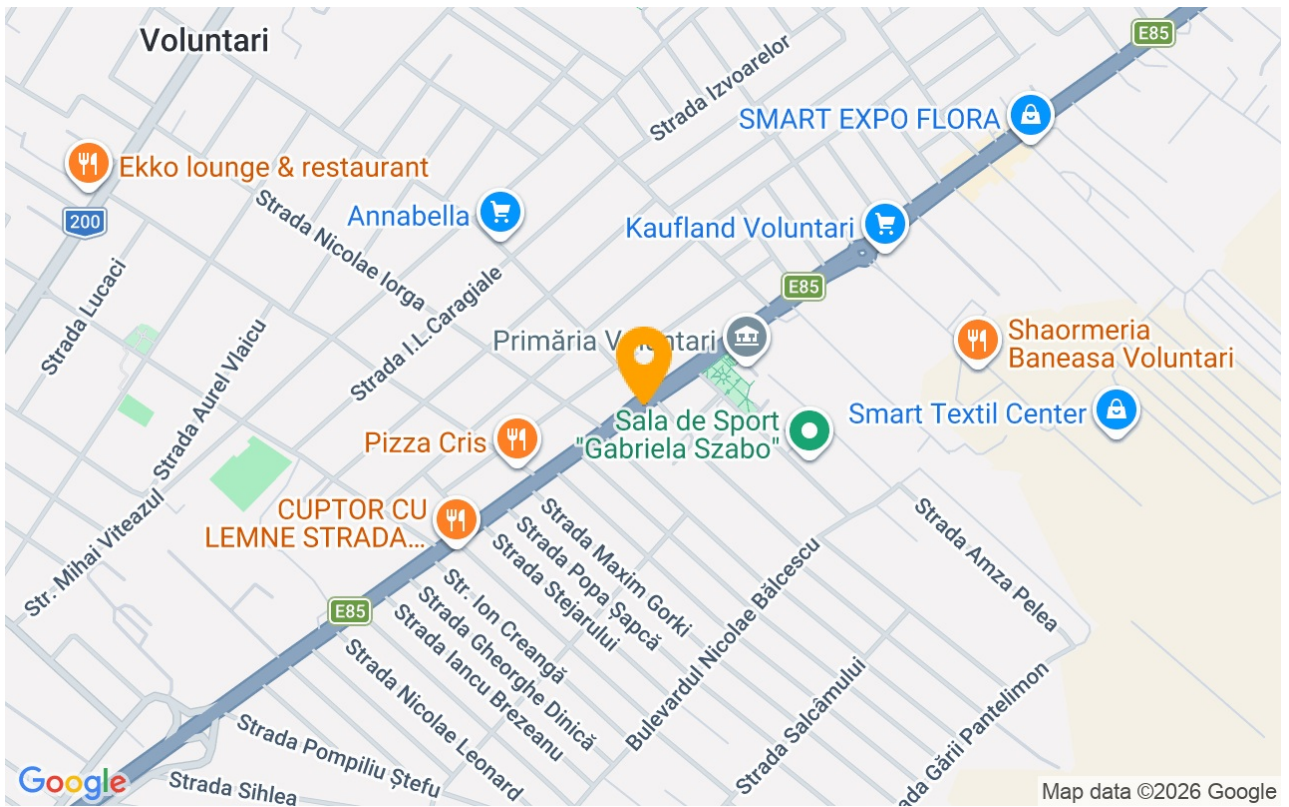 Voluntari
E85
Strada Izvoarelor
SMART EXPO FLORA
Ekko lounge & restaurant
200
Annabella
Strada Nicolae Iorga
Kaufland Voluntari
Strada Lucaci
Strada I.L.Caragiale
E85
Strada Aurel Vlaicu
Primăria Voluntari
Shaormeria
Baneasa Voluntari
Smart Textil Center
Sala de Sport
"Gabriela Szabo"
Pizza Cris
CUPTOR CU
LEMNE STRADA...
Str. Mihai Viteazul
Strada Maxim Gorki
Strada Popa Șapcă
Strada Stejarului
Strada Amza Pelea
Bulevardul Nicolae Bălcescu
E85
Str. Ion Creangă
Strada Gheorghe Dinică
Strada Iancu Brezeanu
Strada Nicolae Leonard
Strada Salcâmului
ada Gării Pantelimon
Strada Pompiliu Ștefu
Strada Sihlea
Google
Map data ©2026 Google